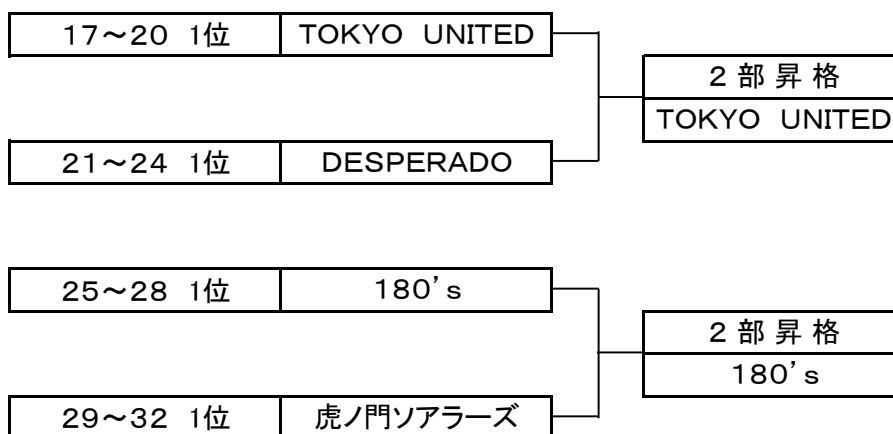 17～20 1位 TOKYO UNITED
2部昇格
TOKYO UNITED
21～24 1位 DESPERADO
25～28 1位 180's
2部昇格
180's
29～32 1位 虎ノ門ソアラーズ